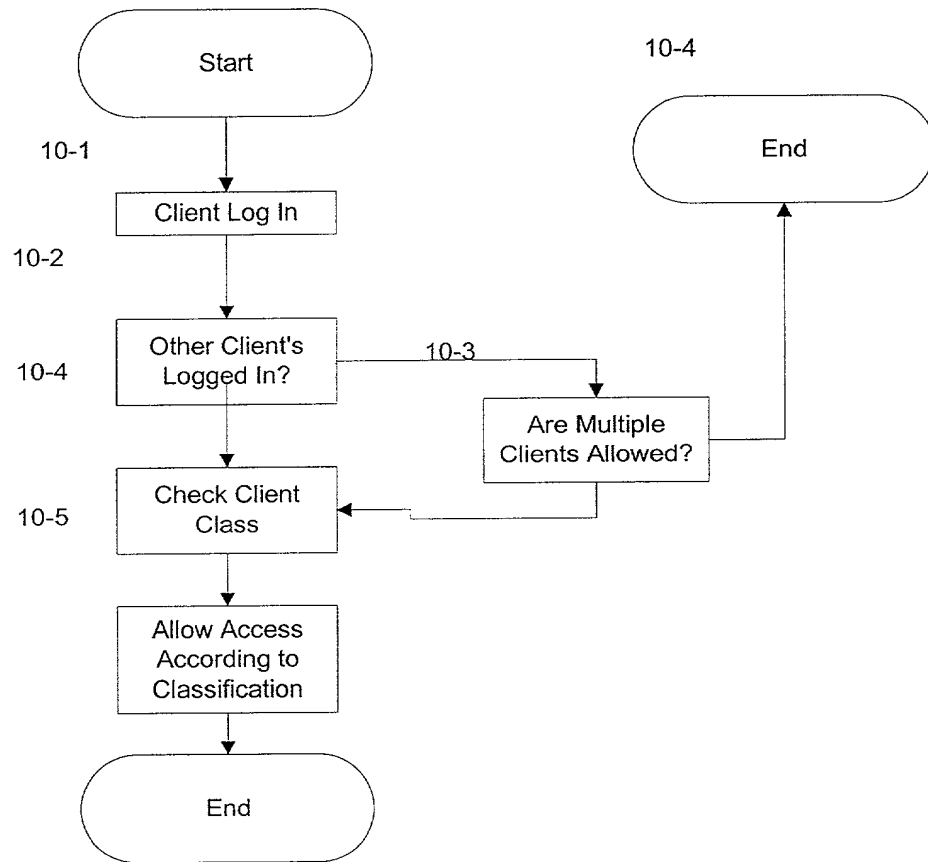 Start
10-4
10-1
End
Client Log In
10-2
Other Client's
Logged In?
10-3
10-4
Are Multiple
Clients Allowed?
Check Client
Class
10-5
Allow Access
According to
Classification
End